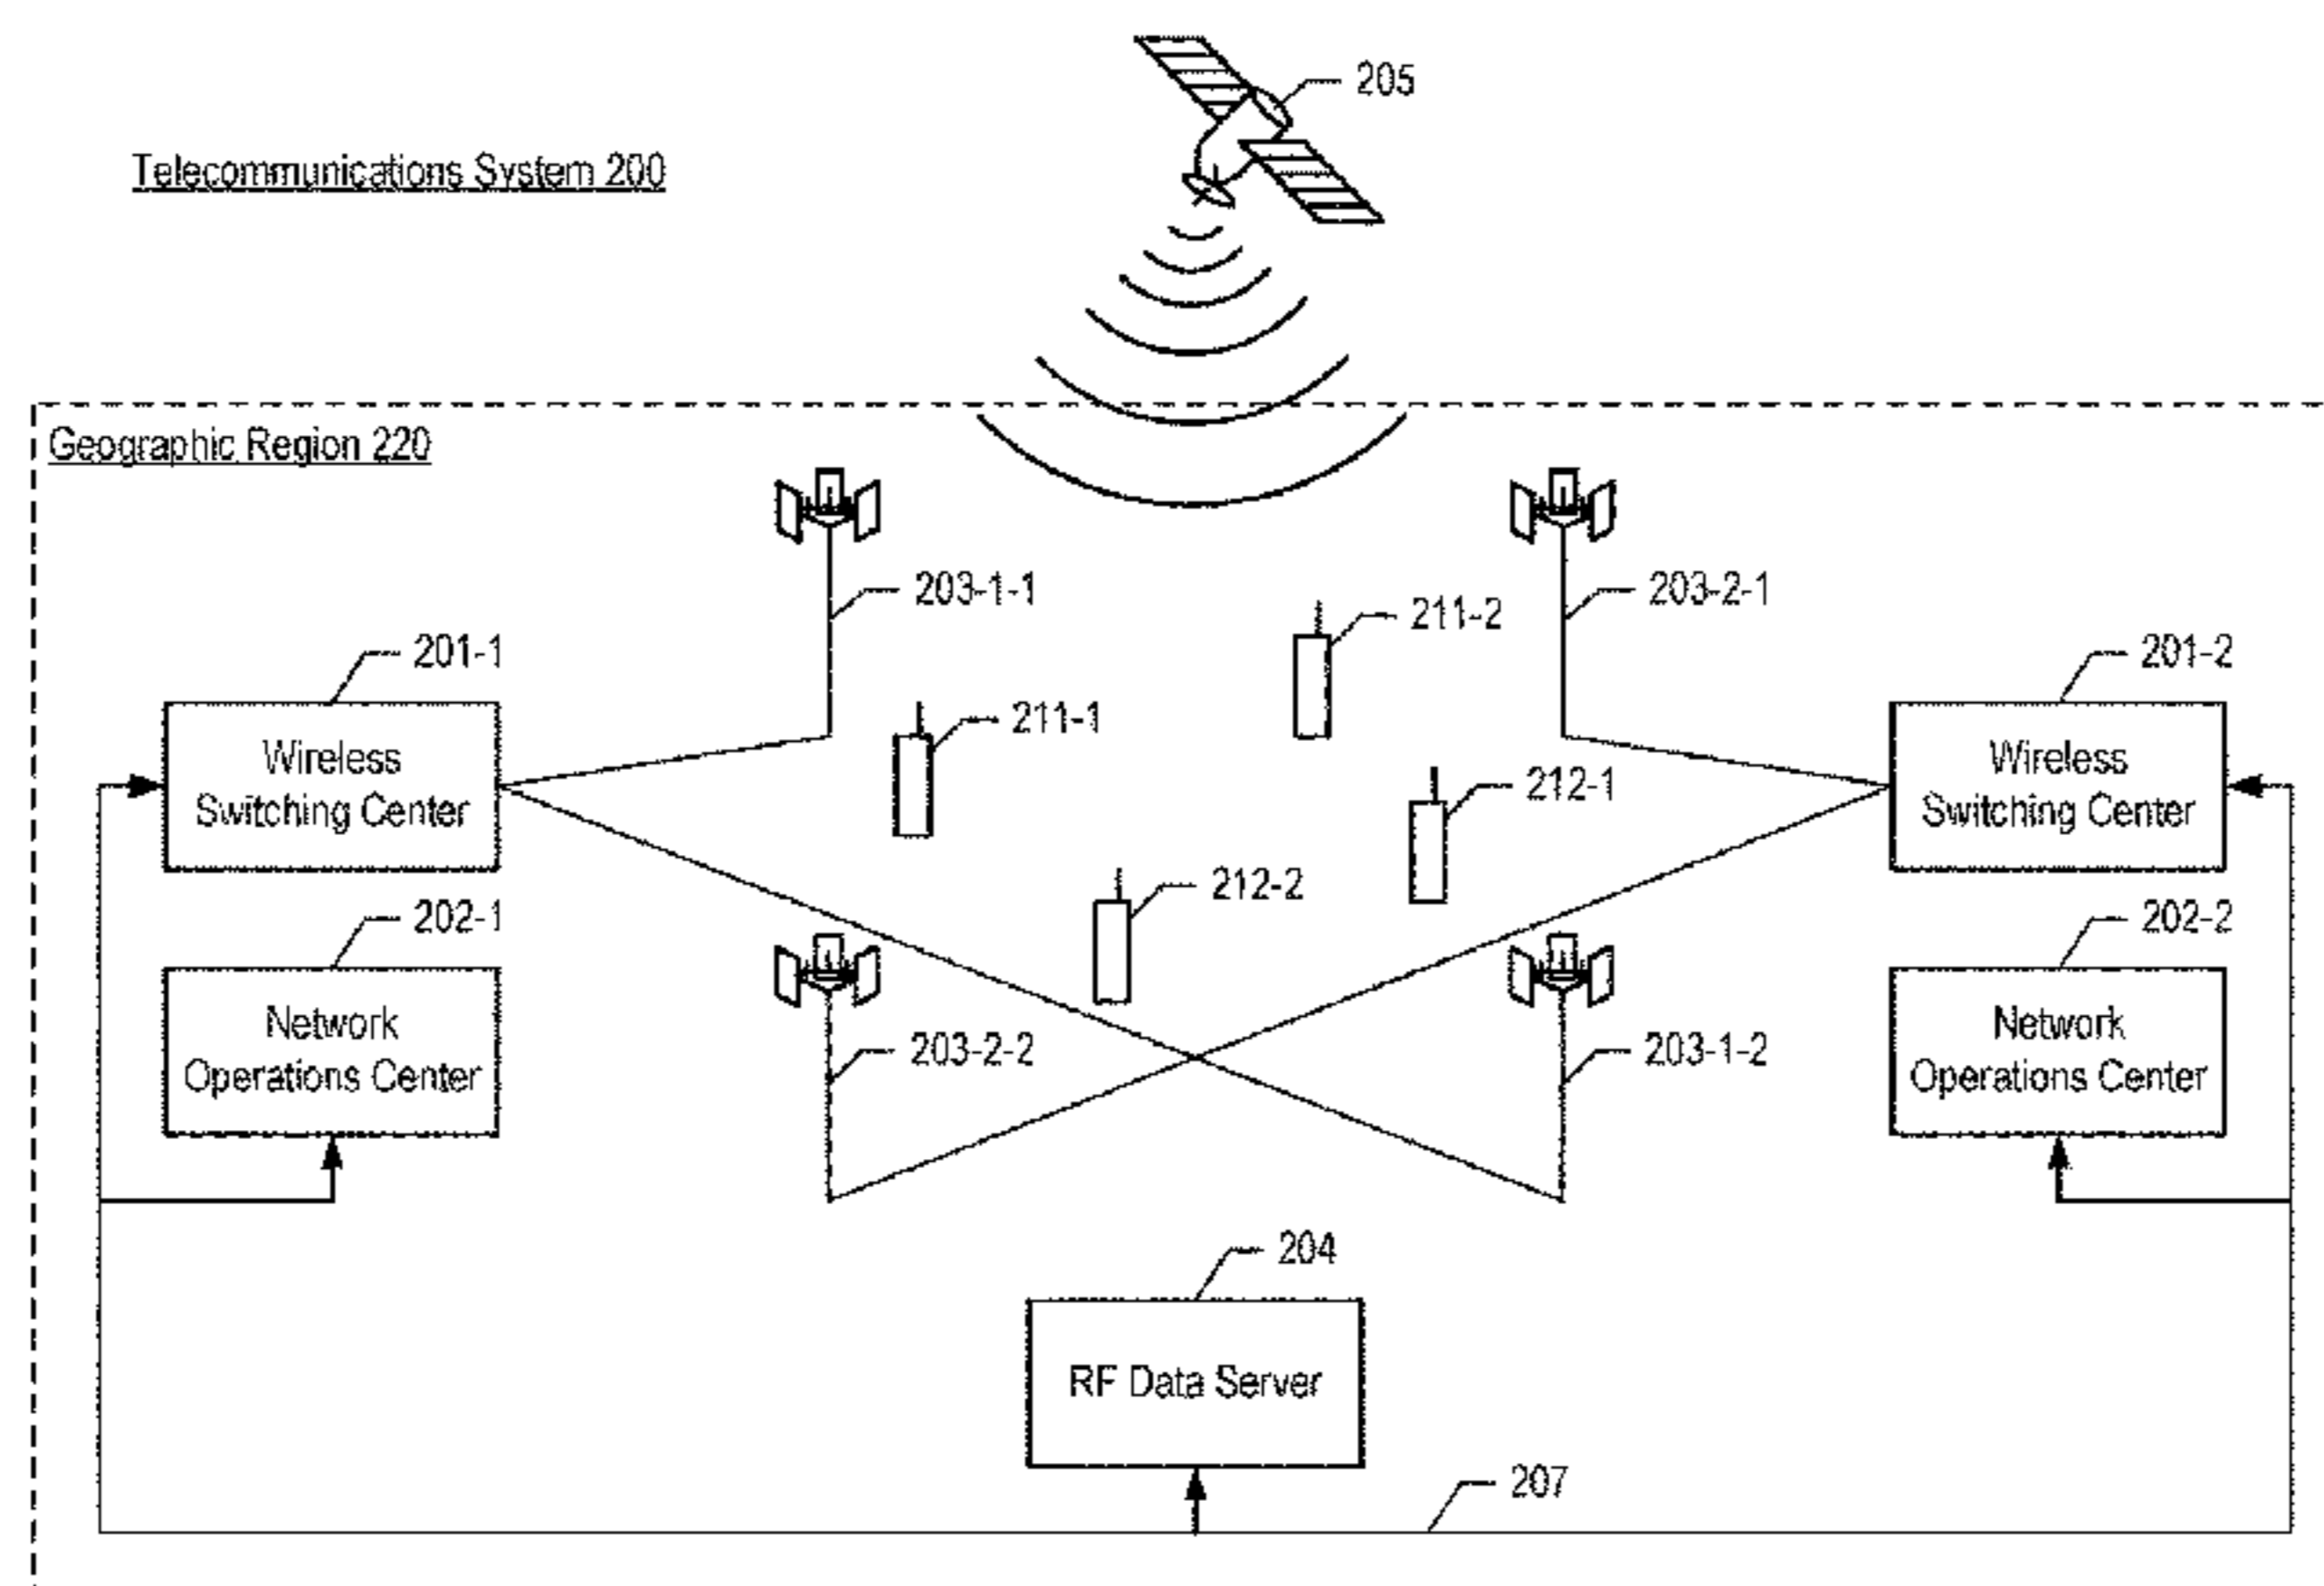 205
Telecommunications System 200
Geographic Region 220
203-1-1
203-2-1
211-2
201-1
201-2
211-1
Wireless
Switching Center
212-1
Wireless
Switching Center
212-2
202-1
202-2
Network
Operations Center
203-2-2
203-1-2
Network
Operations Center
204
RF Data Server
207